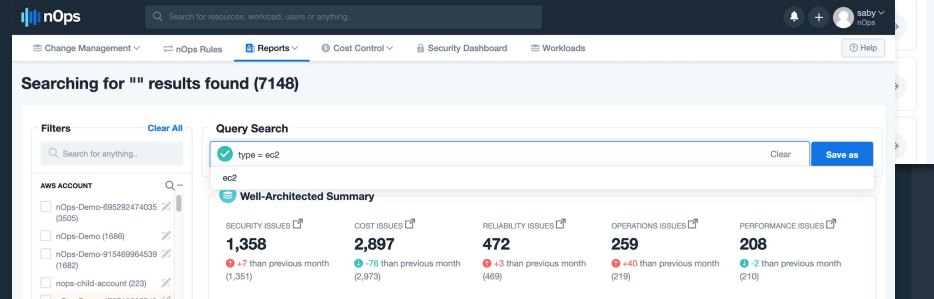 nOps
Search for resources, workload, users or anything..
saby
nOps
Change Management
nOps Rules
Reports
Cost Control
Security Dashboard
Workloads
Help
Searching for "" results found (7148)
Filters
Clear All
Search for anything..
AWS ACCOUNT
nOps-Demo-695292474035
(3505)
nOps-Demo (1686)
nOps-Demo-915469964539
(1682)
nops-child-account (223)
Query Search
type = ec2
Clear
Save as
ec2
Well-Architected Summary
SECURITY ISSUES
1,358
+7 than previous month
(1,351)
COST ISSUES
2,897
-76 than previous month
(2,973)
RELIABILITY ISSUES
472
+3 than previous month
(469)
OPERATIONS ISSUES
259
+40 than previous month
(219)
PERFORMANCE ISSUES
208
-2 than previous month
(210)